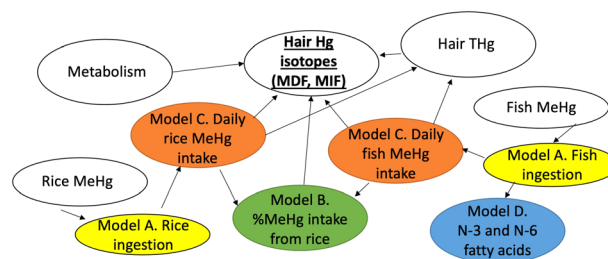 Hair Hg
isotopes
(MDF, MIF)
Hair THg
Metabolism
Model C. Daily
rice MeHg
intake
Model C. Daily
fish MeHg
intake
Fish MeHg
Rice MeHg
Model A. Rice
ingestion
Model B.
%MeHg intake
from rice
Model A. Fish
ingestion
Model D.
N-3 and N-6
fatty acids